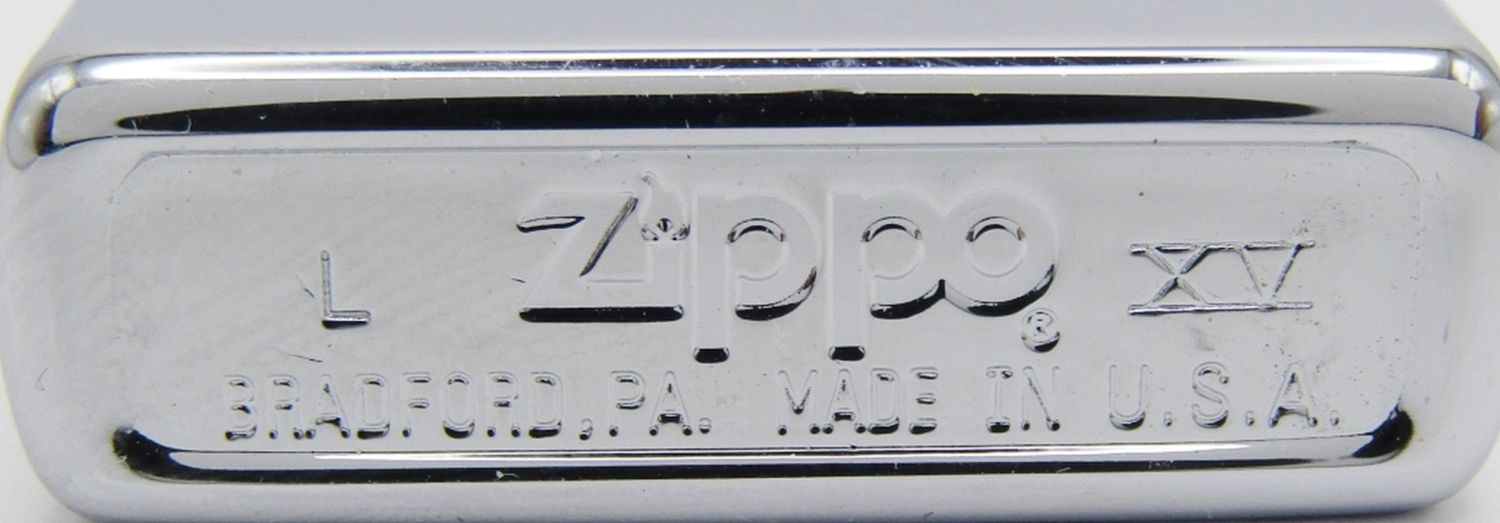 L Zippo® XV
BRADFORD,PA. MADE IN U.S.A.